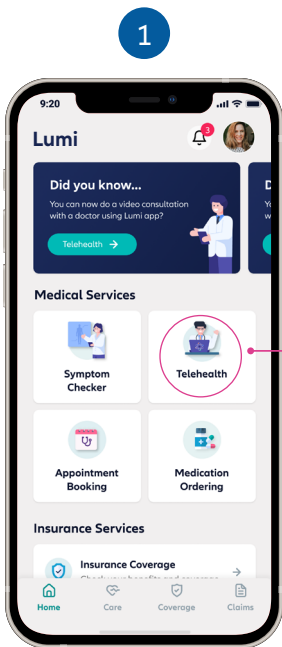 1
9:20
Lumi
3
Did you know...
You can now do a video consultation
with a doctor using Lumi app?
Telehealth
Medical Services
Symptom
Checker
Telehealth
Appointment
Booking
Medication
Ordering
Insurance Services
Insurance Coverage
Home
Care
Coverage
Claims